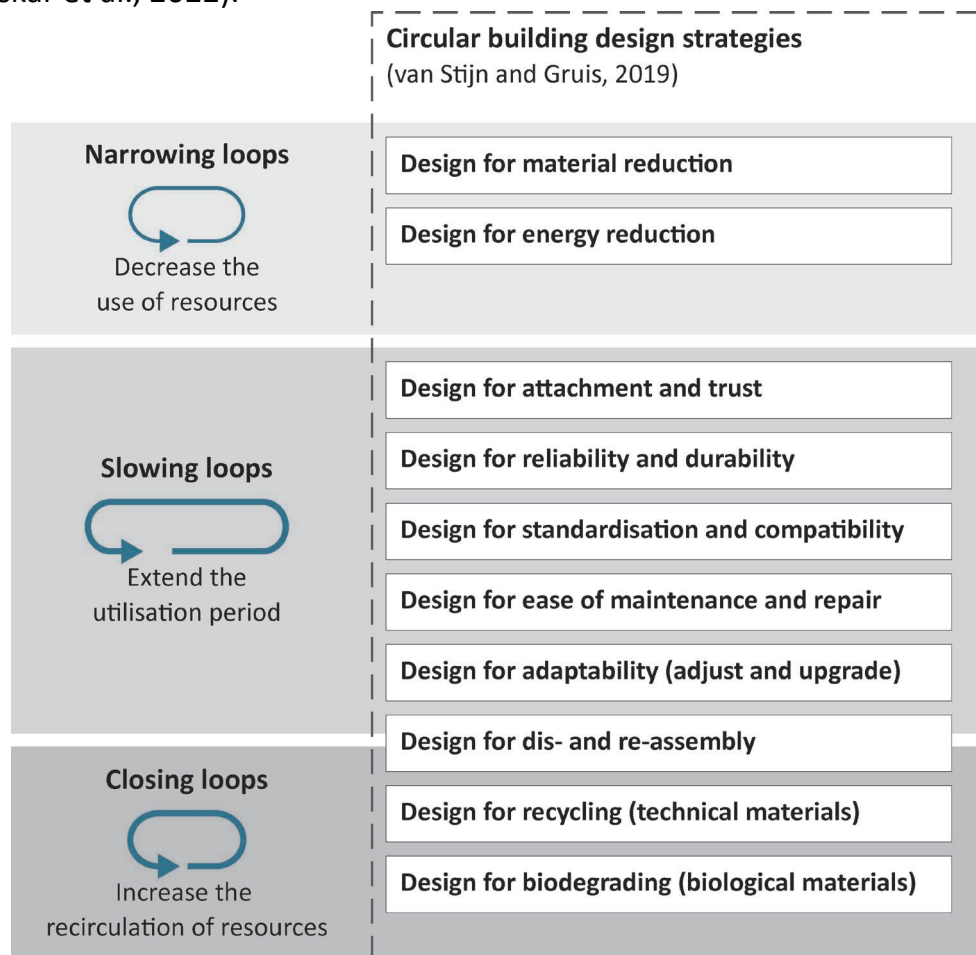 et al., 2022).
Circular building design strategies
(van Stijn and Gruis, 2019)
Narrowing loops
Decrease the
use of resources
Design for material reduction
Design for energy reduction
Slowing loops
Extend the
utilisation period
Design for attachment and trust
Design for reliability and durability
Design for standardisation and compatibility
Design for ease of maintenance and repair
Design for adaptability (adjust and upgrade)
Design for dis- and re-assembly
Closing loops
Increase the
recirculation of resources
Design for recycling (technical materials)
Design for biodegrading (biological materials)